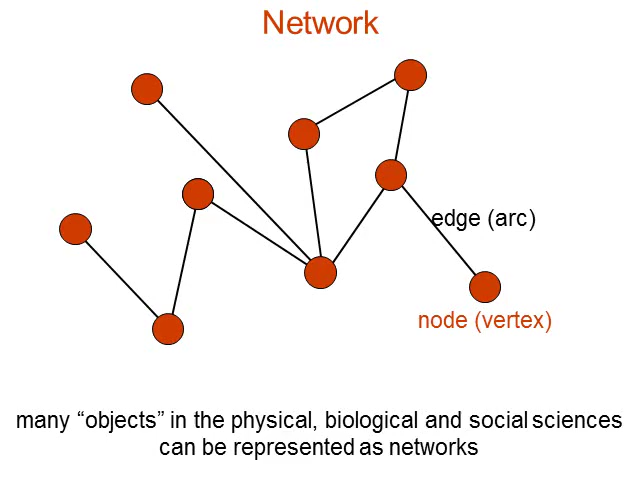 Network
edge (arc)
node (vertex)
many “objects” in the physical, biological and social sciences
can be represented as networks